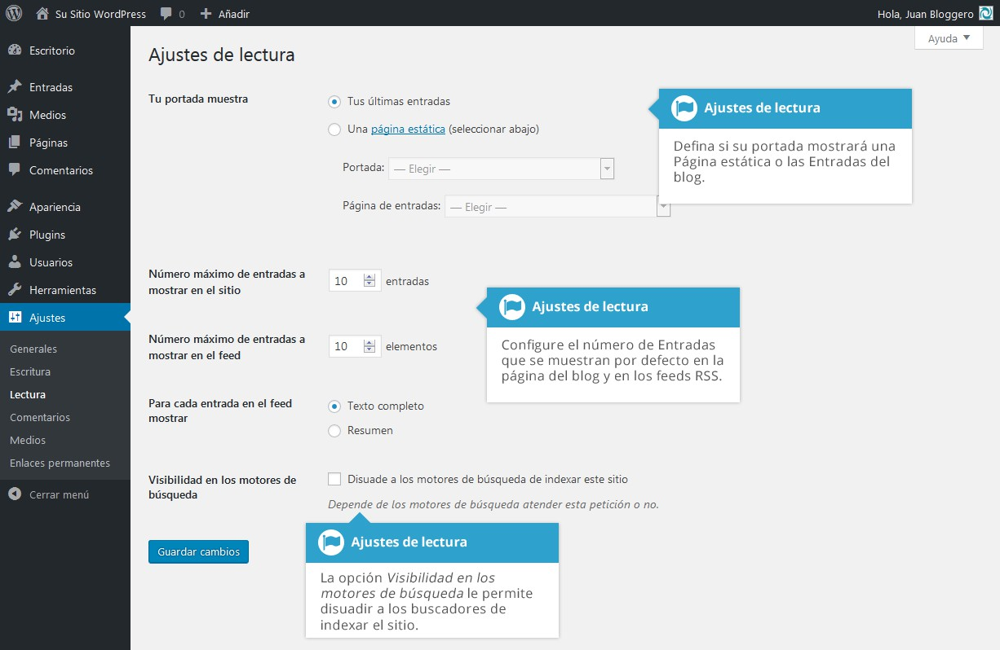 Su Sitio WordPress 0 Añadir Hola, Juan Bloggero
Ayuda
Escritorio
Entradas
Medios
Páginas
Comentarios
Apariencia
Plugins
Usuarios
Herramientas
Ajustes
Generales
Escritura
Lectura
Comentarios
Medios
Enlaces permanentes
Cerrar menú
Ajustes de lectura
Tu portada muestra
Tus últimas entradas
Una página estática (seleccionar abajo)
Portada: — Elegir —
Página de entradas: — Elegir —
Ajustes de lectura
Defina si su portada mostrará una
Página estática o las Entradas del
blog.
Número máximo de entradas a
mostrar en el sitio
10 entradas
Número máximo de entradas a
mostrar en el feed
10 elementos
Ajustes de lectura
Configure el número de Entradas
que se muestran por defecto en la
página del blog y en los feeds RSS.
Para cada entrada en el feed
mostrar
Texto completo
Resumen
Visibilidad en los motores de
búsqueda
Disuade a los motores de búsqueda de indexar este sitio
Depende de los motores de búsqueda atender esta petición o no.
Guardar cambios
Ajustes de lectura
La opción Visibilidad en los
motores de búsqueda le permite
disuadir a los buscadores de
indexar el sitio.